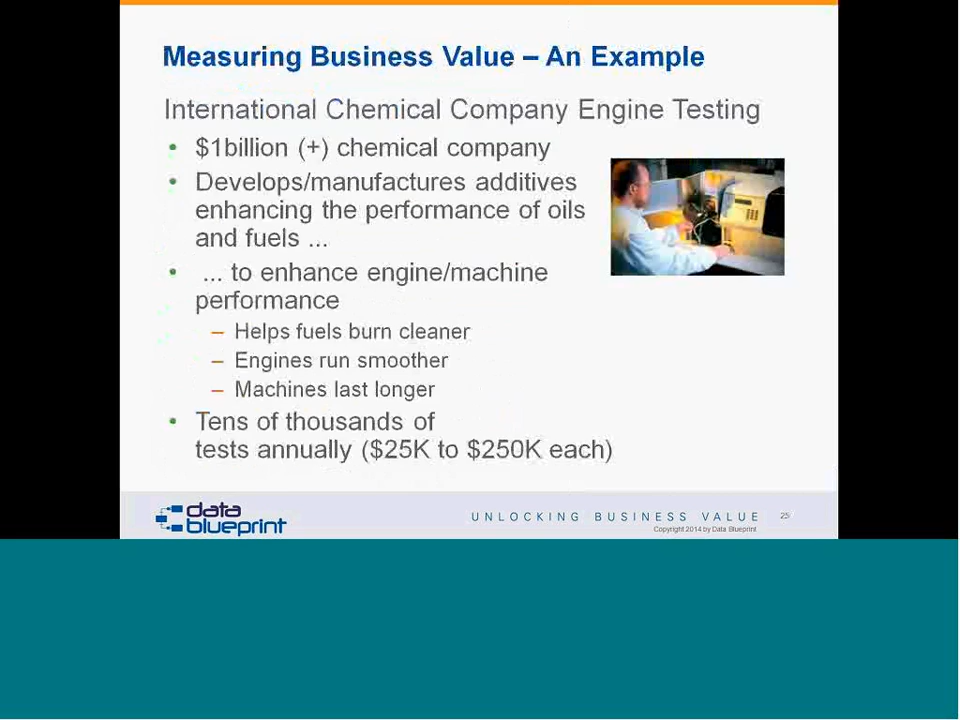 Measuring Business Value – An Example
International Chemical Company Engine Testing
• $1billion (+) chemical company
• Develops/manufactures additives
enhancing the performance of oils
and fuels ...
• ... to enhance engine/machine
performance
– Helps fuels burn cleaner
– Engines run smoother
– Machines last longer
• Tens of thousands of
tests annually ($25K to $250K each)
data
blueprint
UNLOCKING BUSINESS VALUE
25
Copyright 2014 by Data Blueprint